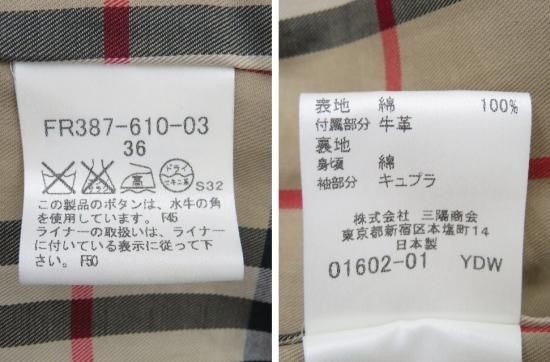 FR387-610-03
36
高
ドライ
セキユ系
S32
この製品のボタンは、水牛の角
を使用しています。F45
ライナーの取扱いは、ライナー
に付いている表示に従って下
さい。F50
表地 綿 100%
付属部分 牛革
裏地
身頃 綿
袖部分 キュプラ
株式会社 三陽商会
東京都新宿区本塩町14
日本製
01602-01 YDW